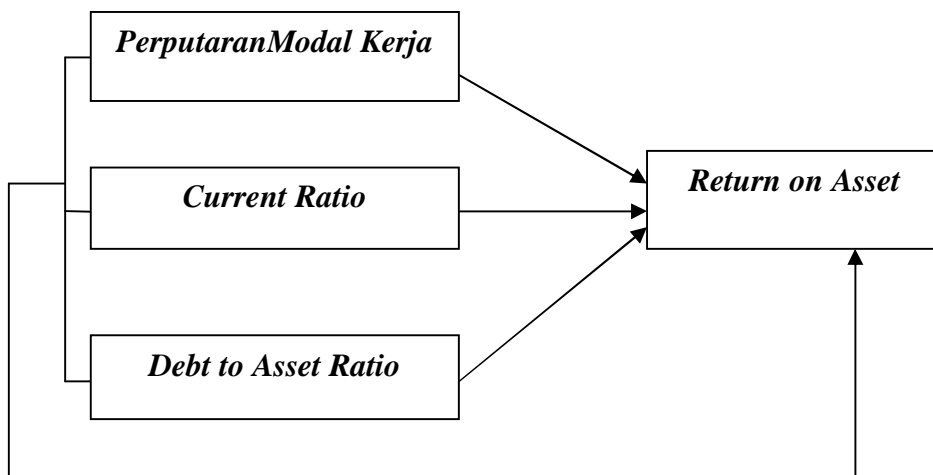 PerputaranModal Kerja
Current Ratio
Return on Asset
Debt to Asset Ratio